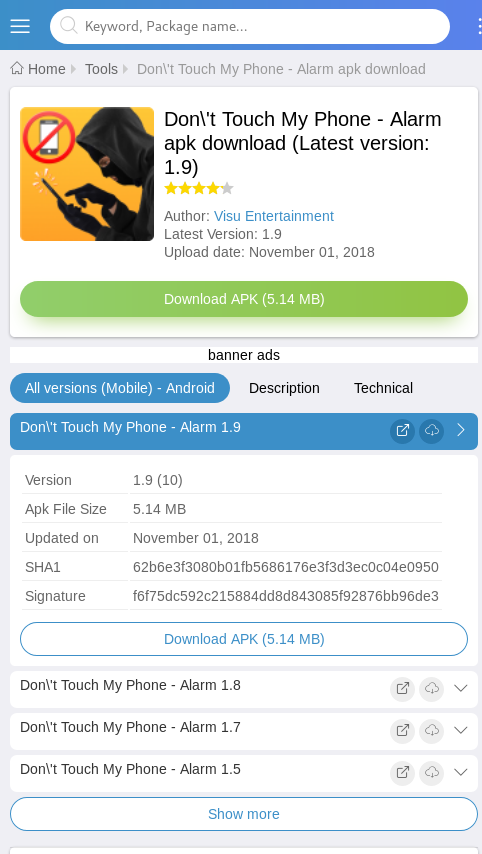 Keyword, Package name...
Home Tools Don\'t Touch My Phone - Alarm apk download
Don\'t Touch My Phone - Alarm
apk download (Latest version:
1.9)
Author: Visu Entertainment
Latest Version: 1.9
Upload date: November 01, 2018
Download APK (5.14 MB)
banner ads
All versions (Mobile) - Android Description Technical
Don\'t Touch My Phone - Alarm 1.9
Version 1.9 (10)
Apk File Size 5.14 MB
Updated on November 01, 2018
SHA1 62b6e3f3080b01fb5686176e3f3d3ec0c04e0950
Signature f6f75dc592c215884dd8d843085f92876bb96de3
Download APK (5.14 MB)
Don\'t Touch My Phone - Alarm 1.8
Don\'t Touch My Phone - Alarm 1.7
Don\'t Touch My Phone - Alarm 1.5
Show more